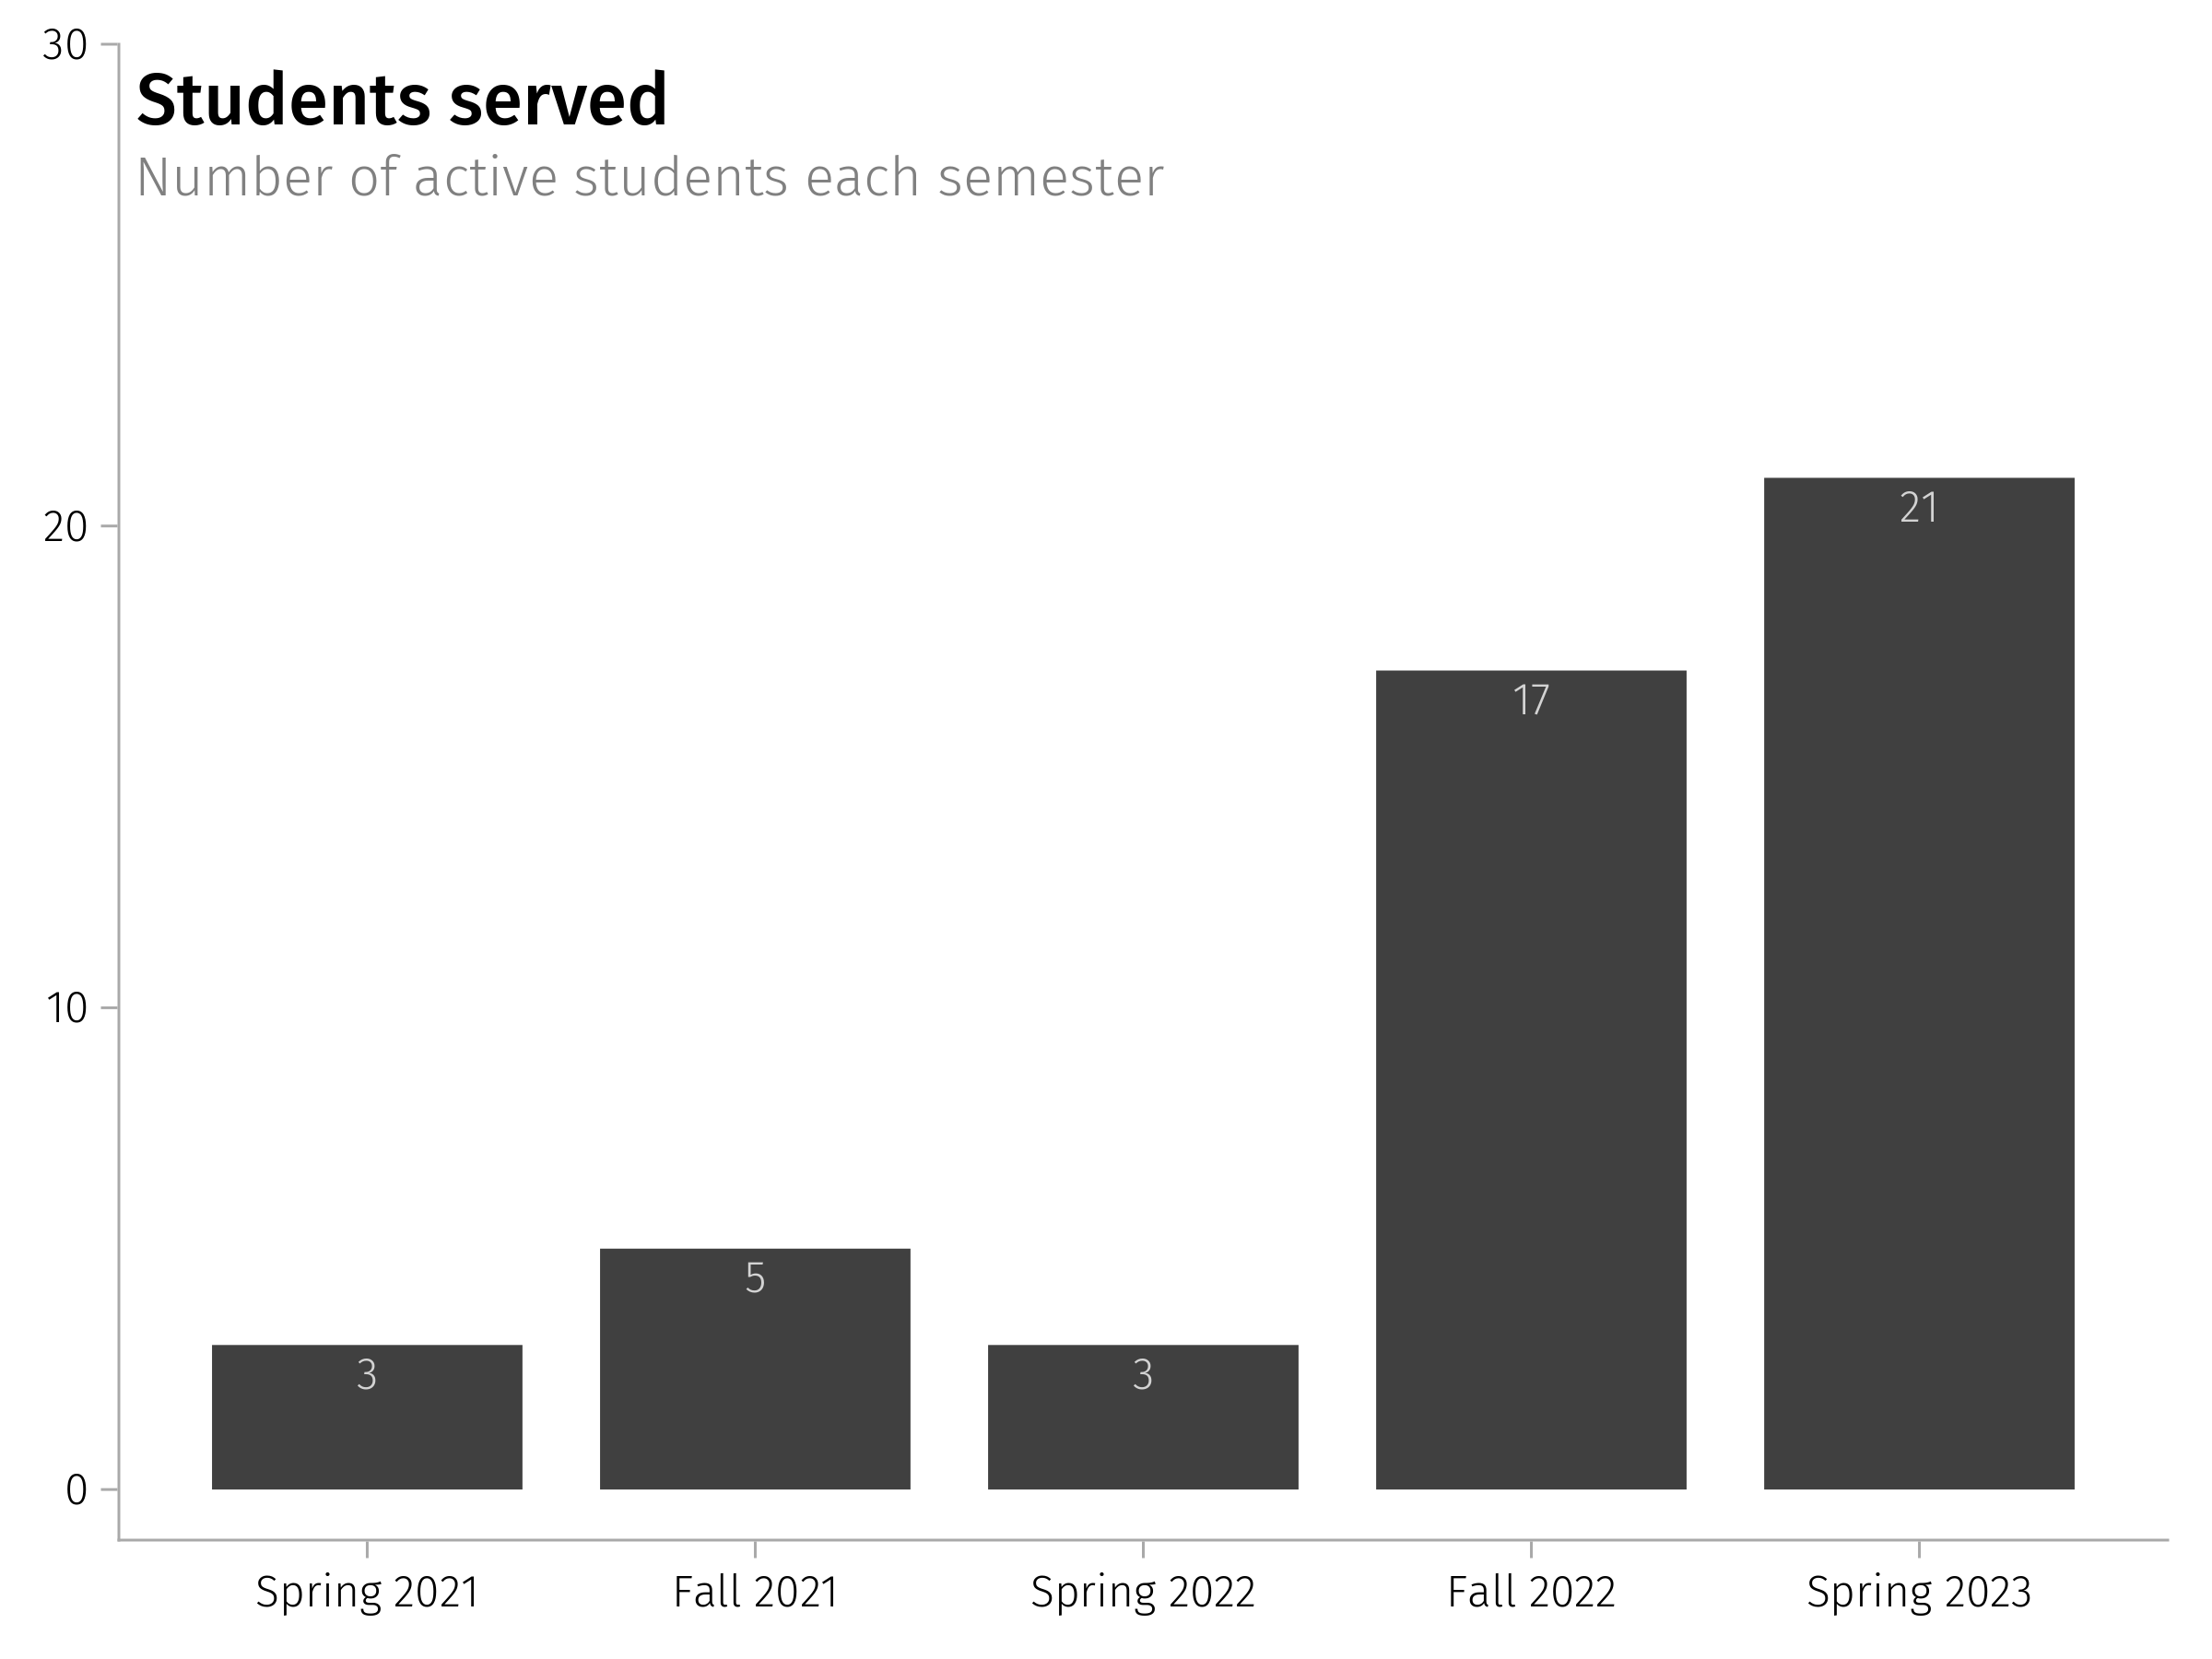 Students served
Number of active students each semester
30
20
10
0
3
5
3
17
21
Spring 2021
Fall 2021
Spring 2022
Fall 2022
Spring 2023